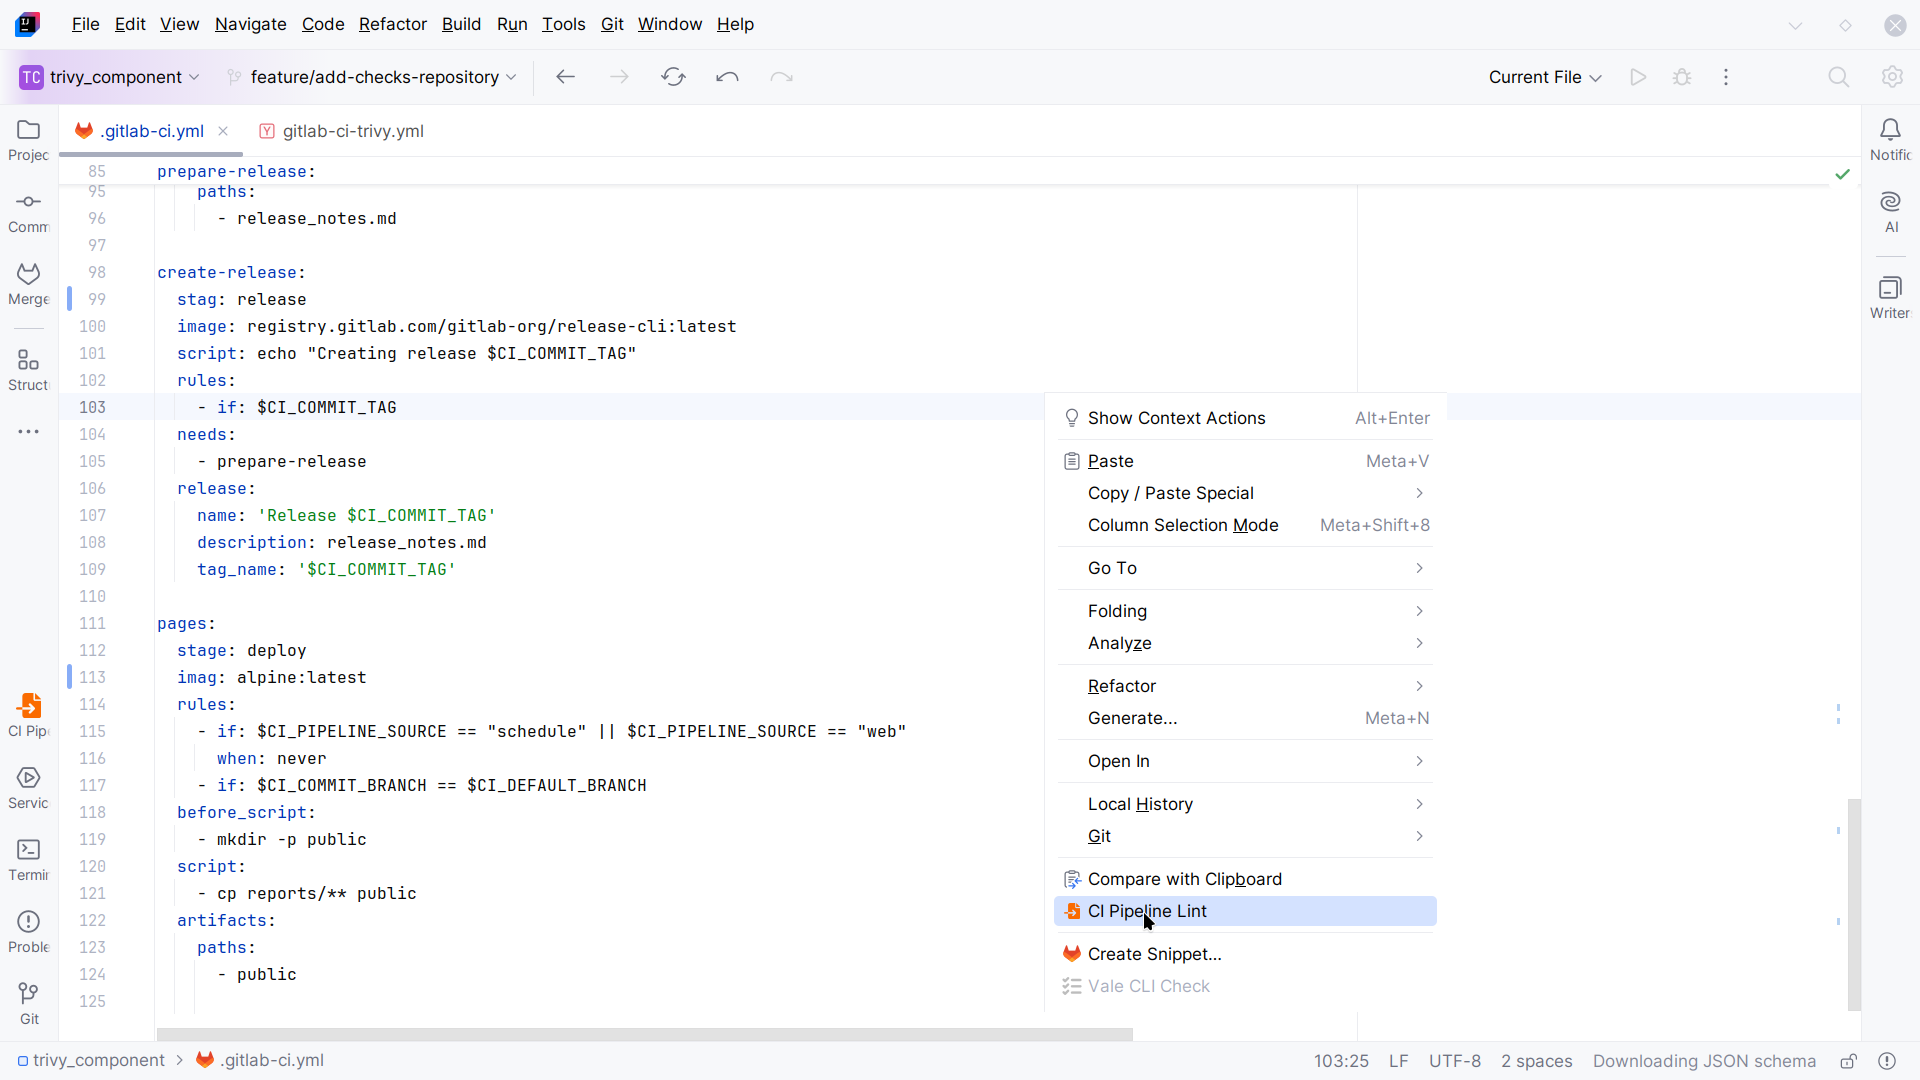 File Edit View Navigate Code Refactor Build Run Tools Git Window Help
TC trivy_component feature/add-checks-repository Current File
.gitlab-ci.yml gitlab-ci-trivy.yml
Projec
Comm
Merge
Struct
CI Pip
Servic
Termir
Proble
Git
85 prepare-release:
95 paths:
96 - release_notes.md
97
98 create-release:
99 stag: release
100 image: registry.gitlab.com/gitlab-org/release-cli:latest
101 script: echo "Creating release $CI_COMMIT_TAG"
102 rules:
103 - if: $CI_COMMIT_TAG
104 needs:
105 - prepare-release
106 release:
107 name: 'Release $CI_COMMIT_TAG'
108 description: release_notes.md
109 tag_name: '$CI_COMMIT_TAG'
110
111 pages:
112 stage: deploy
113 imag: alpine:latest
114 rules:
115 - if: $CI_PIPELINE_SOURCE == "schedule" || $CI_PIPELINE_SOURCE == "web"
116 when: never
117 - if: $CI_COMMIT_BRANCH == $CI_DEFAULT_BRANCH
118 before_script:
119 - mkdir -p public
120 script:
121 - cp reports/** public
122 artifacts:
123 paths:
124 - public
125
Show Context Actions Alt+Enter
Paste Meta+V
Copy / Paste Special
Column Selection Mode Meta+Shift+8
Go To
Folding
Analyze
Refactor
Generate... Meta+N
Open In
Local History
Git
Compare with Clipboard
CI Pipeline Lint
Create Snippet...
Vale CLI Check
Notific
AI
Writer
trivy_component > .gitlab-ci.yml 103:25 LF UTF-8 2 spaces Downloading JSON schema